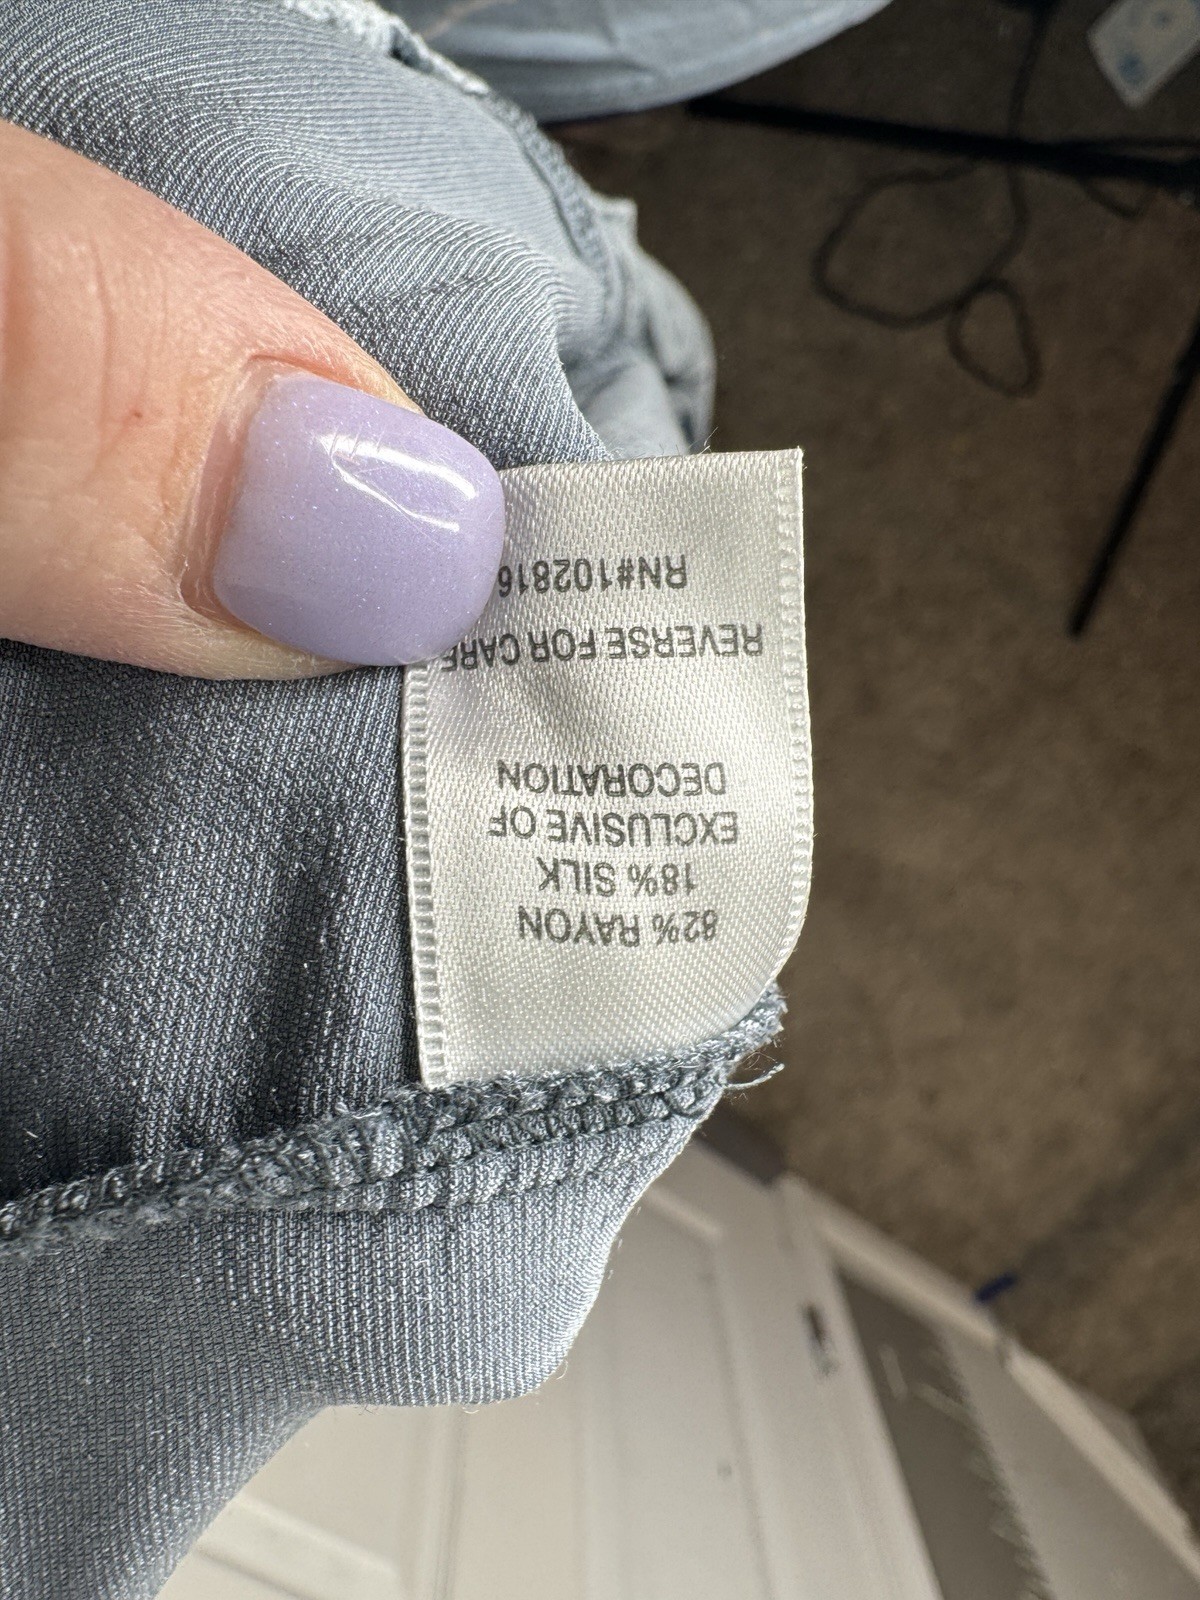 82% RAYON
18% SILK
EXCLUSIVE OF
DECORATION
REVERSE FOR CARE
RN#102816